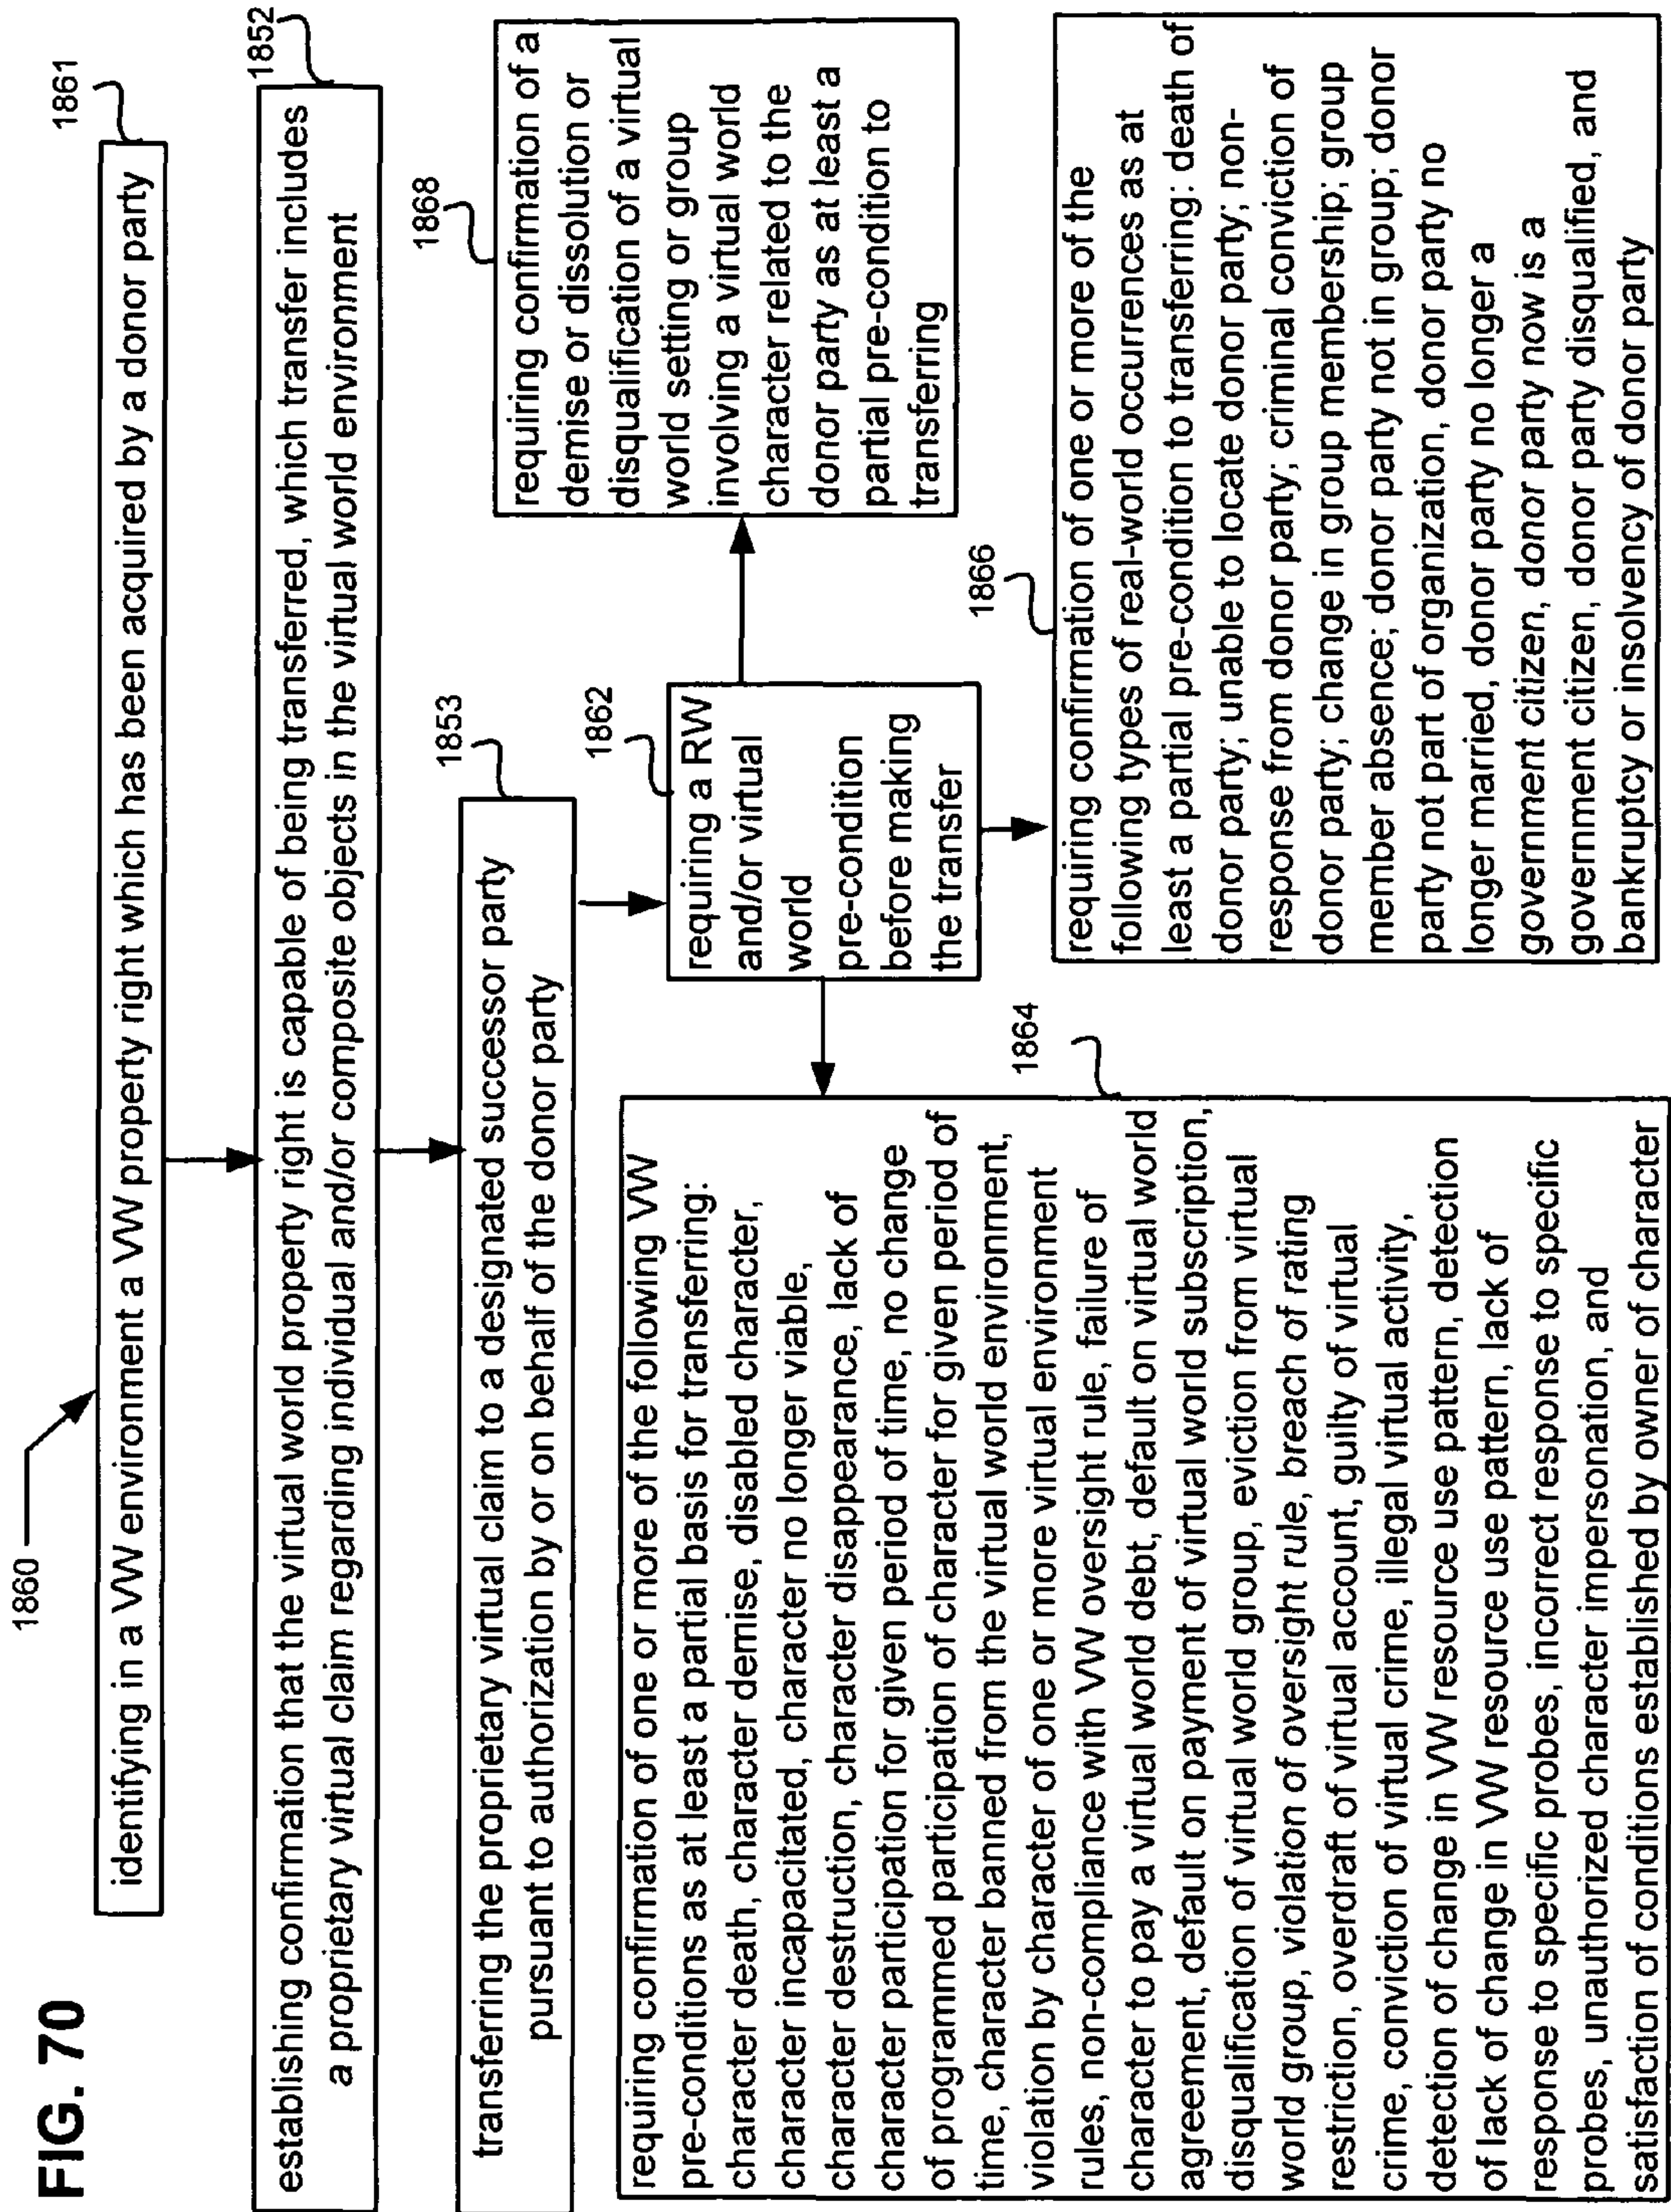 FIG. 70
1860
1861
identifying in a VW environment a VW property right which has been acquired by a donor party
1852
establishing confirmation that the virtual world property right is capable of being transferred, which transfer includes
a proprietary virtual claim regarding individual and/or composite objects in the virtual world environment
1853
transferring the proprietary virtual claim to a designated successor party
pursuant to authorization by or on behalf of the donor party
1862
requiring a RW
and/or virtual
world
pre-condition
before making
the transfer
1868
requiring confirmation of a
demise or dissolution or
disqualification of a virtual
world setting or group
involving a virtual world
character related to the
donor party as at least a
partial pre-condition to
transferring
1864
requiring confirmation of one or more of the following VW
pre-conditions as at least a partial basis for transferring:
character death, character demise, disabled character,
character incapacitated, character no longer viable,
character destruction, character disappearance, lack of
character participation for given period of time, no change
of programmed participation of character for given period of
time, character banned from the virtual world environment,
violation by character of one or more virtual environment
rules, non-compliance with VW oversight rule, failure of
character to pay a virtual world debt, default on virtual world
agreement, default on payment of virtual world subscription,
disqualification of virtual world group, eviction from virtual
world group, violation of oversight rule, breach of rating
restriction, overdraft of virtual account, guilty of virtual
crime, conviction of virtual crime, illegal virtual activity,
detection of change in VW resource use pattern, detection
of lack of change in VW resource use pattern, lack of
response to specific probes, incorrect response to specific
probes, unauthorized character impersonation, and
satisfaction of conditions established by owner of character
1866
requiring confirmation of one or more of the
following types of real-world occurrences as at
least a partial pre-condition to transferring: death of
donor party; unable to locate donor party; non-
response from donor party; criminal conviction of
donor party; change in group membership; group
member absence; donor party not in group; donor
party not part of organization, donor party no
longer married, donor party no longer a
government citizen, donor party now is a
government citizen, donor party disqualified, and
bankruptcy or insolvency of donor party